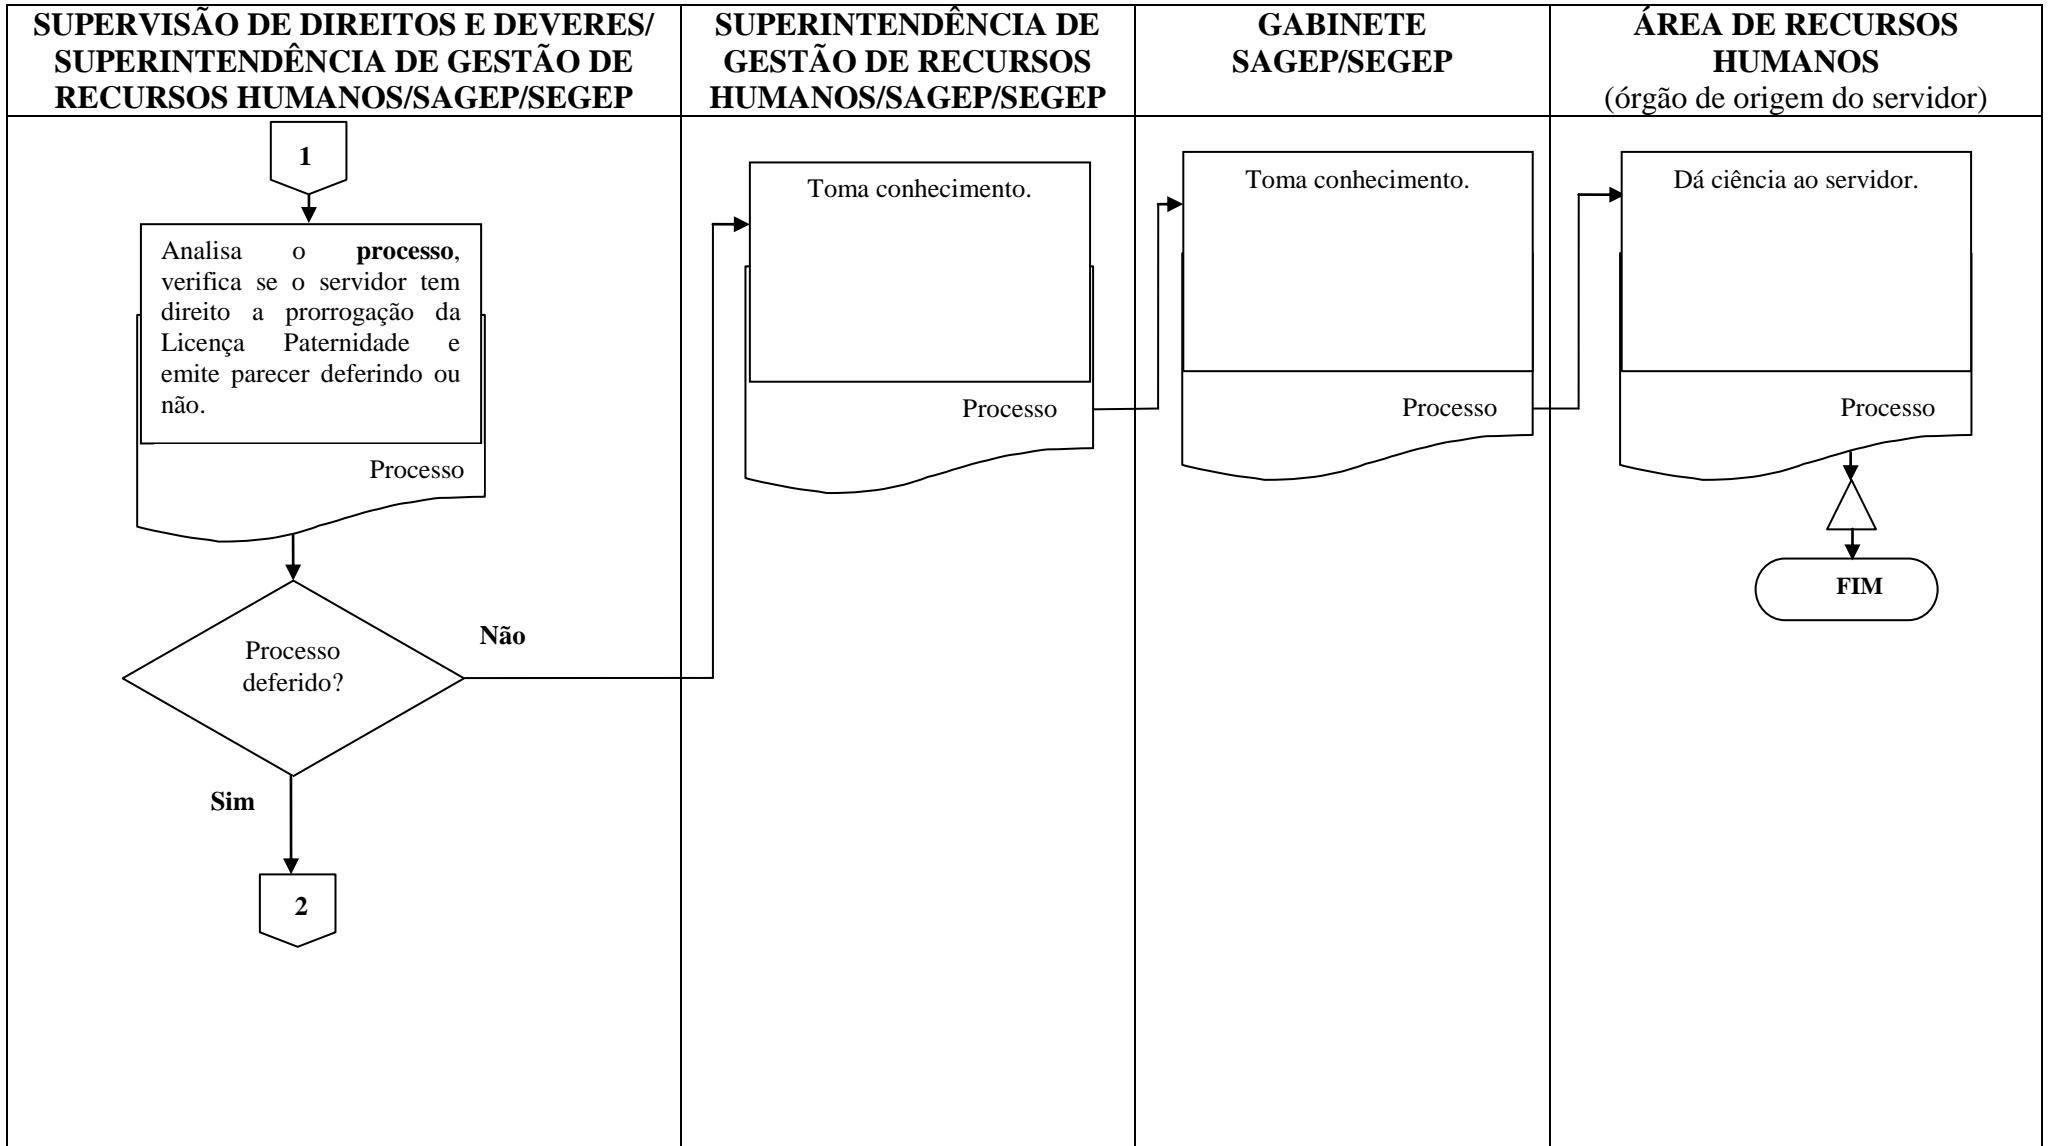 SUPERVISÃO DE DIREITOS E DEVERES/
SUPERINTENDÊNCIA DE GESTÃO DE
RECURSOS HUMANOS/SAGEP/SEGEP
SUPERINTENDÊNCIA DE
GESTÃO DE RECURSOS
HUMANOS/SAGEP/SEGEP
GABINETE
SAGEP/SEGEP
ÁREA DE RECURSOS
HUMANOS
(órgão de origem do servidor)
1
Analisa o processo,
verifica se o servidor tem
direito a prorrogação da
Licença Paternidade e
emite parecer deferindo ou
não.
Processo
Processo
deferido?
Não
Sim
2
Toma conhecimento.
Processo
Toma conhecimento.
Processo
Dá ciência ao servidor.
Processo
FIM